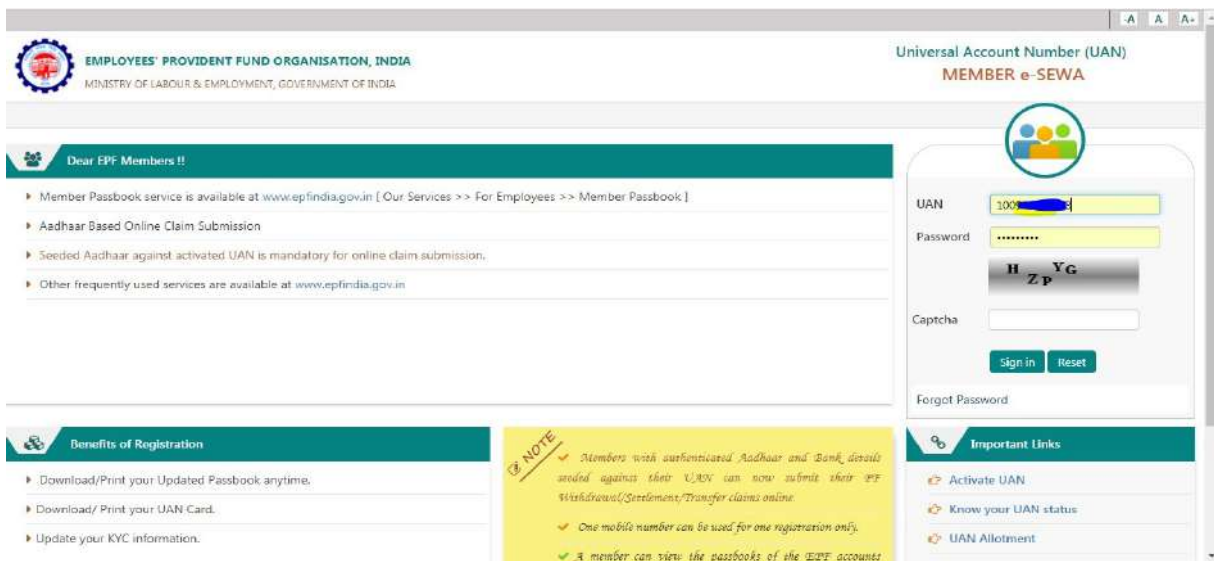 -A A A+
EMPLOYEES' PROVIDENT FUND ORGANISATION, INDIA
MINISTRY OF LABOUR & EMPLOYMENT, GOVERNMENT OF INDIA
Universal Account Number (UAN)
MEMBER e-SEWA
Dear EPF Members !!
Member Passbook service is available at www.epfindia.gov.in [ Our Services >> For Employees >> Member Passbook ]
Aadhaar Based Online Claim Submission
Seeded Aadhaar against activated UAN is mandatory for online claim submission.
Other frequently used services are available at www.epfindia.gov.in
UAN
Password
H Z P Y G
Captcha
Sign in Reset
Forgot Password
Benefits of Registration
Download/Print your Updated Passbook anytime.
Download/ Print your UAN Card.
Update your KYC information.
NOTE
Members with authenticated Aadhaar and Bank details
seeded against their UAN can now submit their PF
Withdrawal/Settlement/Transfer claims online
One mobile number can be used for one registration only.
A member can view the passbooks of the EPF accounts
Important Links
Activate UAN
Know your UAN status
UAN Allotment